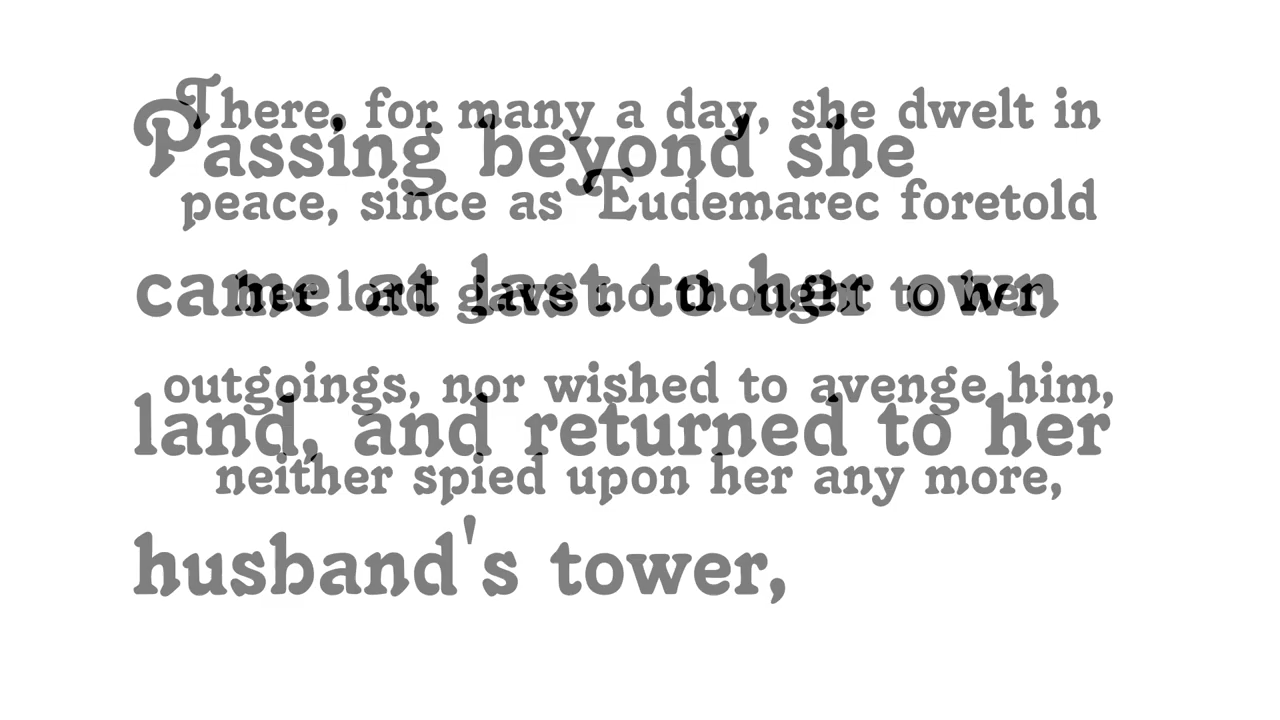 Passing beyond she
came at last to her own
land, and returned to her
husband's tower,
There, for many a day, she dwelt in
peace, since as Eudemarec foretold
her lord gave no thought to her
outgoings, nor wished to avenge him,
neither spied upon her any more,